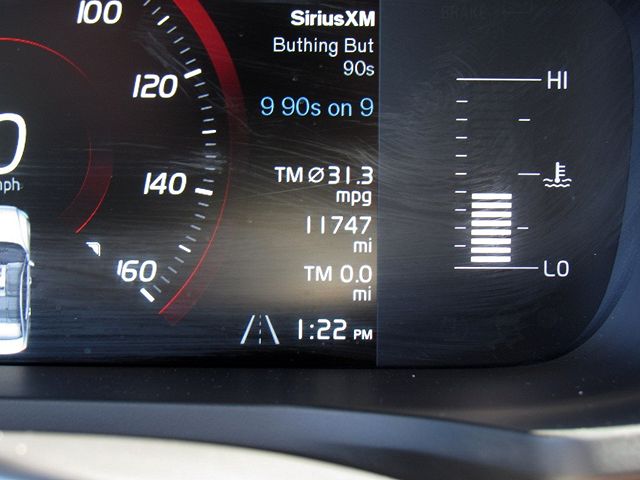 100
120
140
160
0
mph
SiriusXM
Buthing But
90s
9 90s on 9
TM Ø31.3
mpg
11747
mi
TM 0.0
mi
1:22 PM
HI
LO